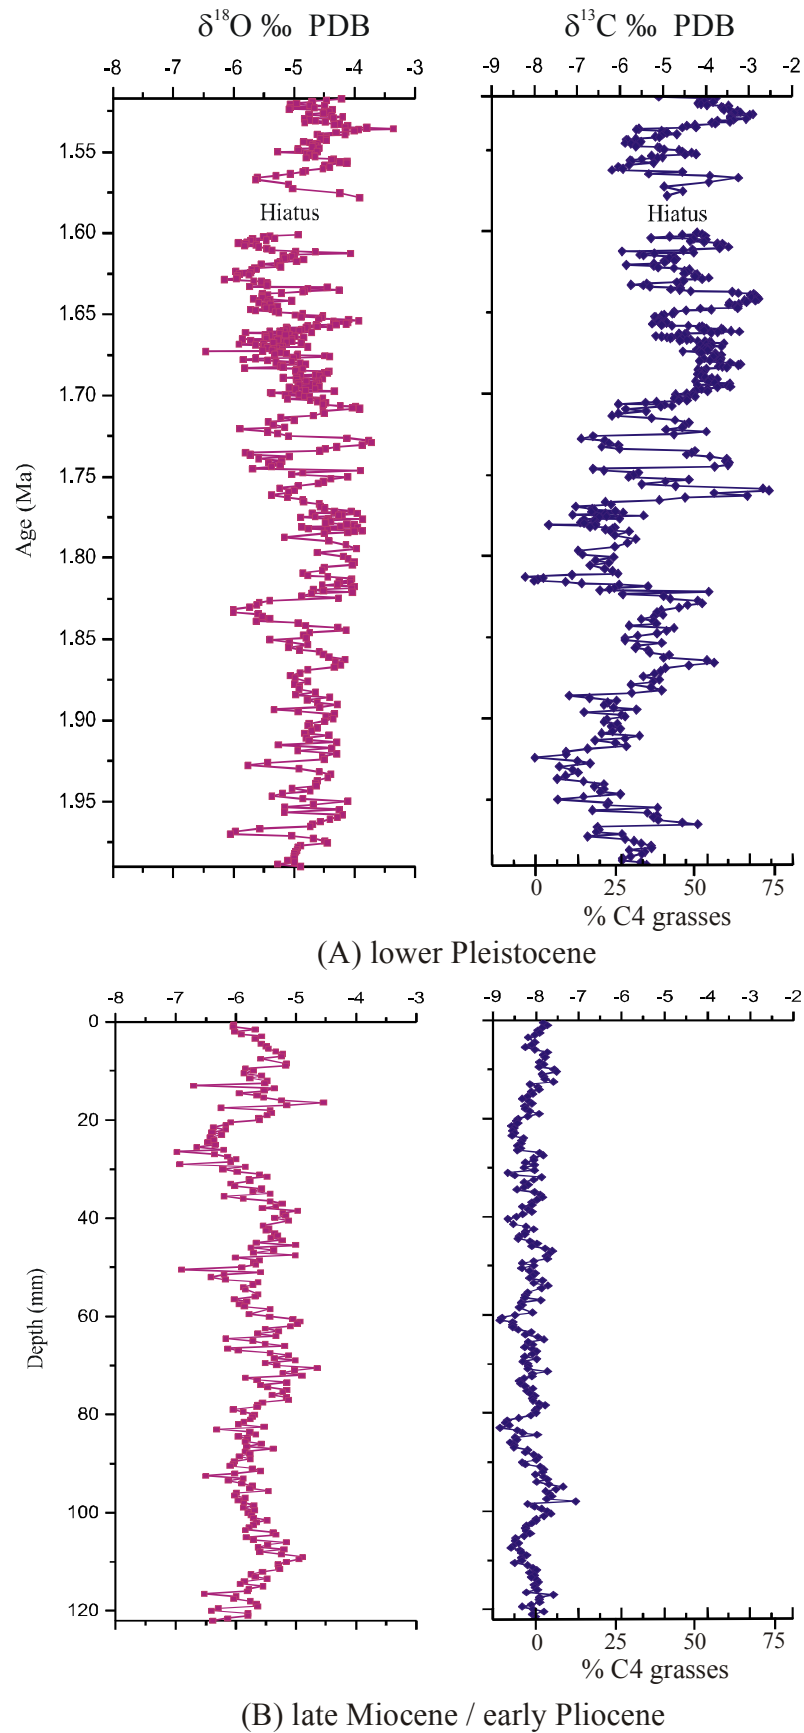 δ¹⁸O ‰ PDB
δ¹³C ‰ PDB
-8 -7 -6 -5 -4 -3
-9 -8 -7 -6 -5 -4 -3 -2
1.55
Hiatus
Hiatus
1.60
1.65
1.70
1.75
Age (Ma)
1.80
1.85
1.90
1.95
0 25 50 75
% C4 grasses
(A) lower Pleistocene
-8 -7 -6 -5 -4 -3
-9 -8 -7 -6 -5 -4 -3 -2
0
20
40
60
Depth (mm)
80
100
120
0 25 50 75
% C4 grasses
(B) late Miocene / early Pliocene